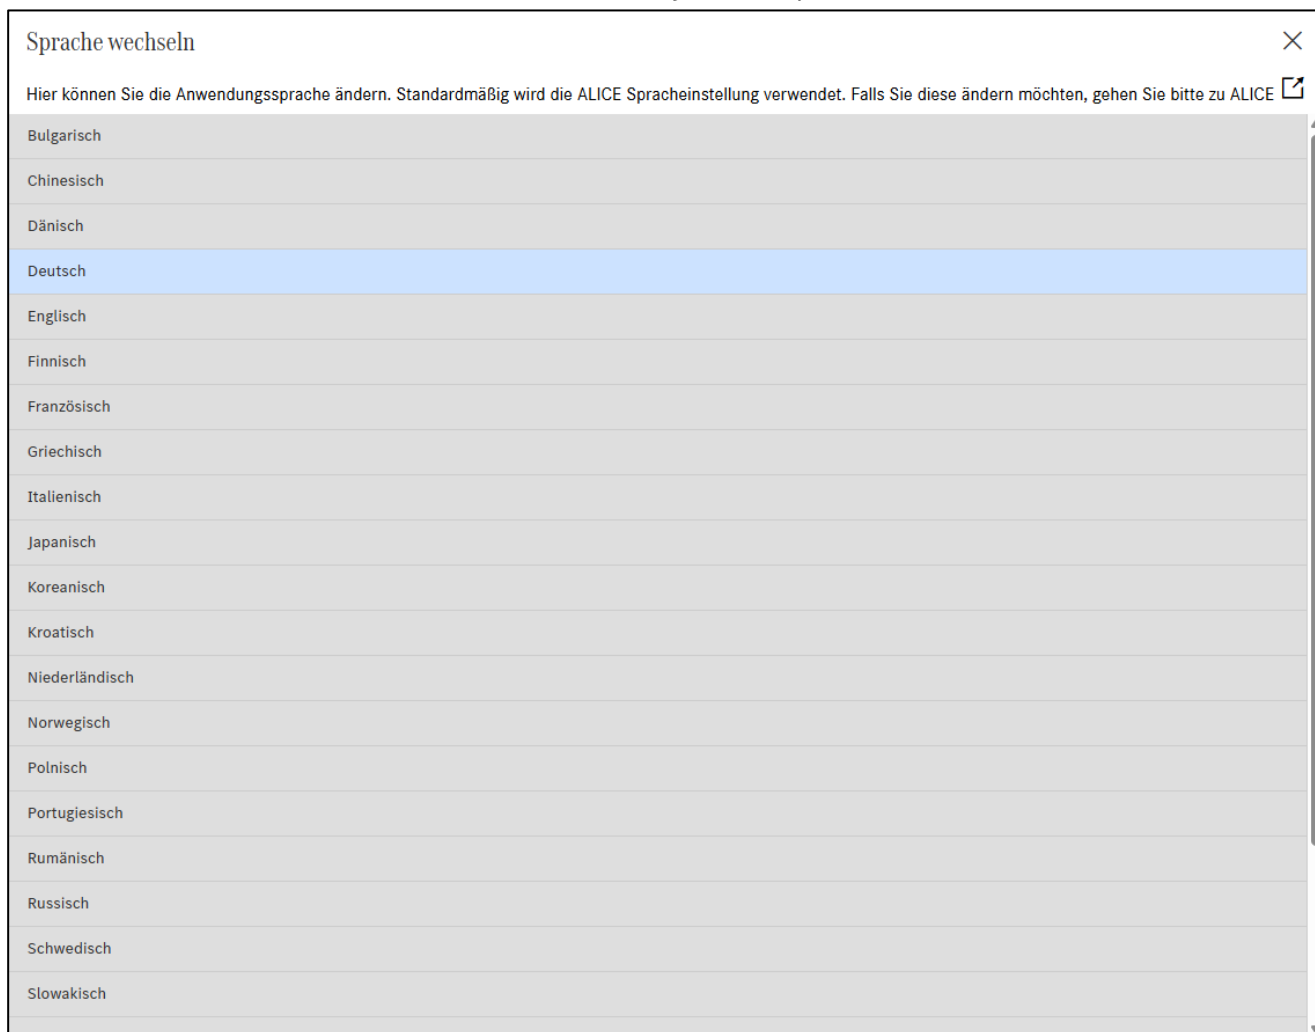 Sprache wechseln
Hier können Sie die Anwendungssprache ändern. Standardmäßig wird die ALICE Spracheinstellung verwendet. Falls Sie diese ändern möchten, gehen Sie bitte zu ALICE
Bulgarisch
Chinesisch
Dänisch
Deutsch
Englisch
Finnisch
Französisch
Griechisch
Italienisch
Japanisch
Koreanisch
Kroatisch
Niederländisch
Norwegisch
Polnisch
Portugiesisch
Rumänisch
Russisch
Schwedisch
Slowakisch